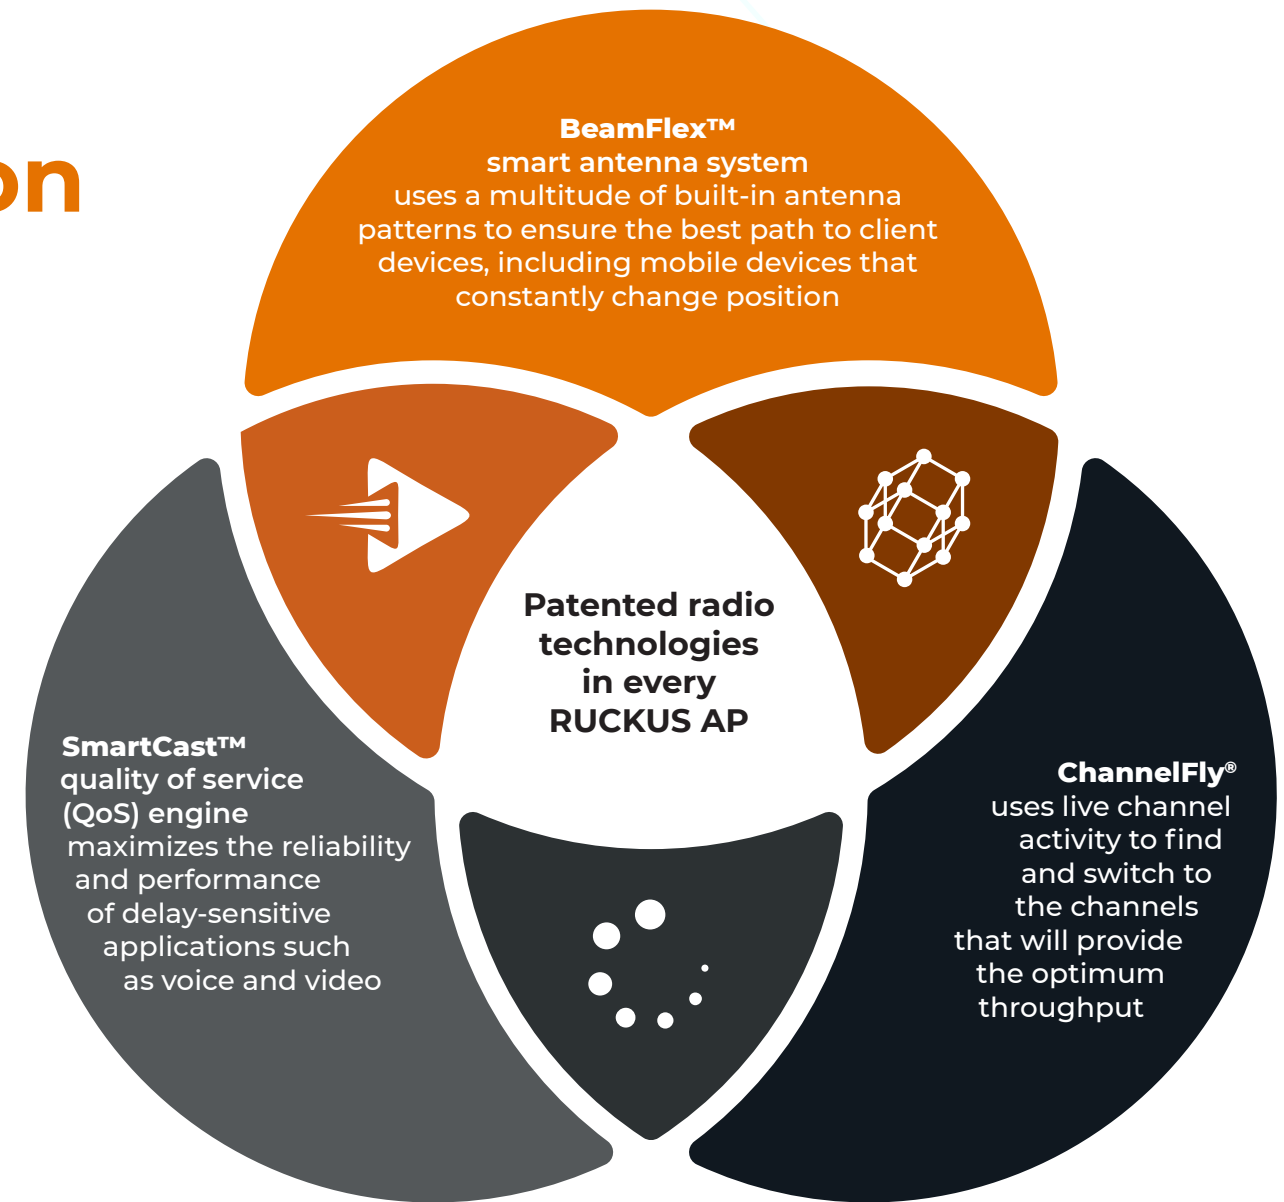 on
BeamFlex™
smart antenna system
uses a multitude of built-in antenna
patterns to ensure the best path to client
devices, including mobile devices that
constantly change position
Patented radio
technologies
in every
RUCKUS AP
SmartCast™
quality of service
(QoS) engine
maximizes the reliability
and performance
of delay-sensitive
applications such
as voice and video
ChannelFly®
uses live channel
activity to find
and switch to
the channels
that will provide
the optimum
throughput